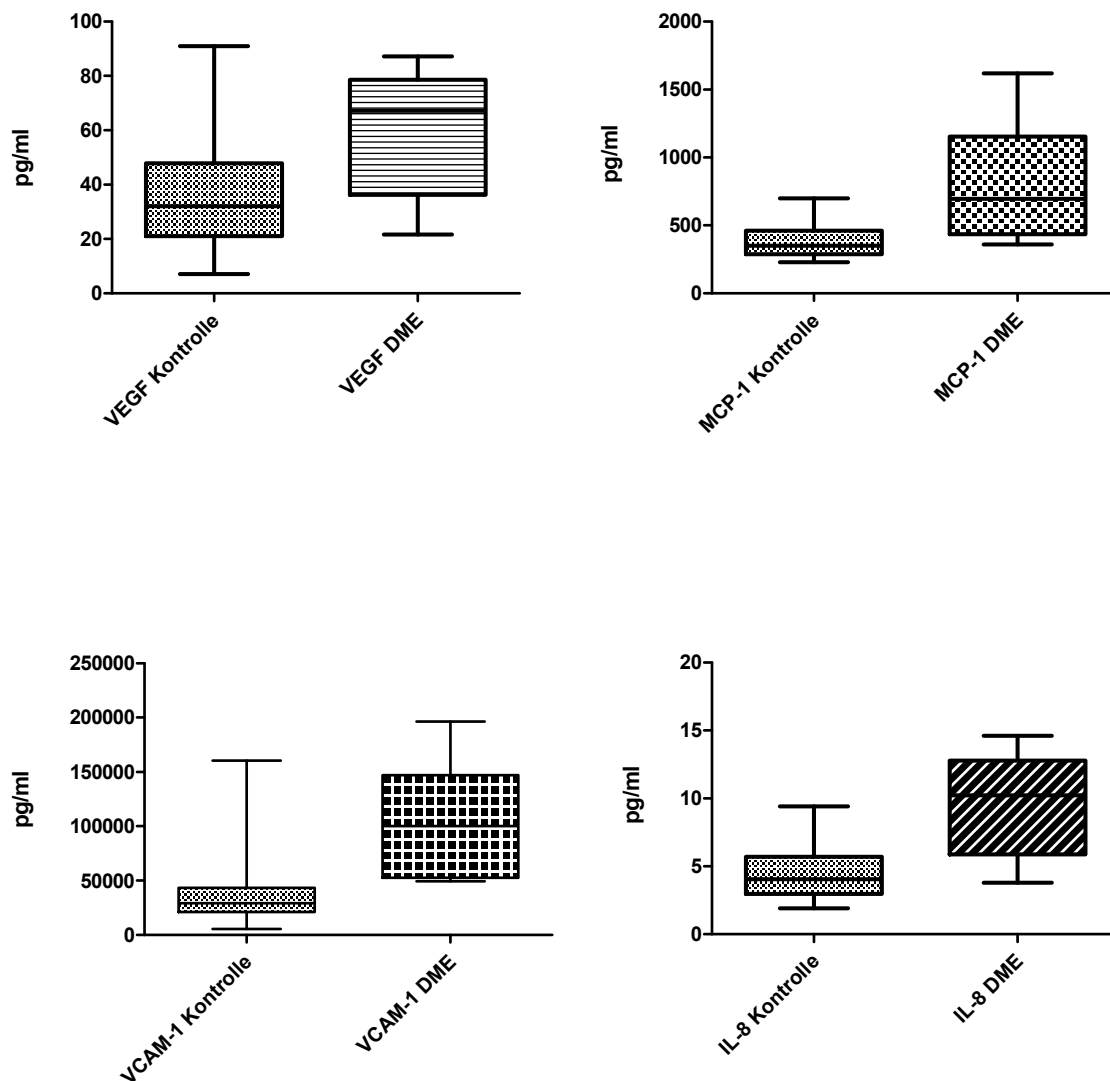 100
80
60
40
20
0
pg/ml
VEGF Kontrolle
VEGF DME
2000
1500
1000
500
0
pg/ml
MCP-1 Kontrolle
MCP-1 DME
250000
200000
150000
100000
50000
0
pg/ml
VCAM-1 Kontrolle
VCAM-1 DME
20
15
10
5
0
pg/ml
IL-8 Kontrolle
IL-8 DME